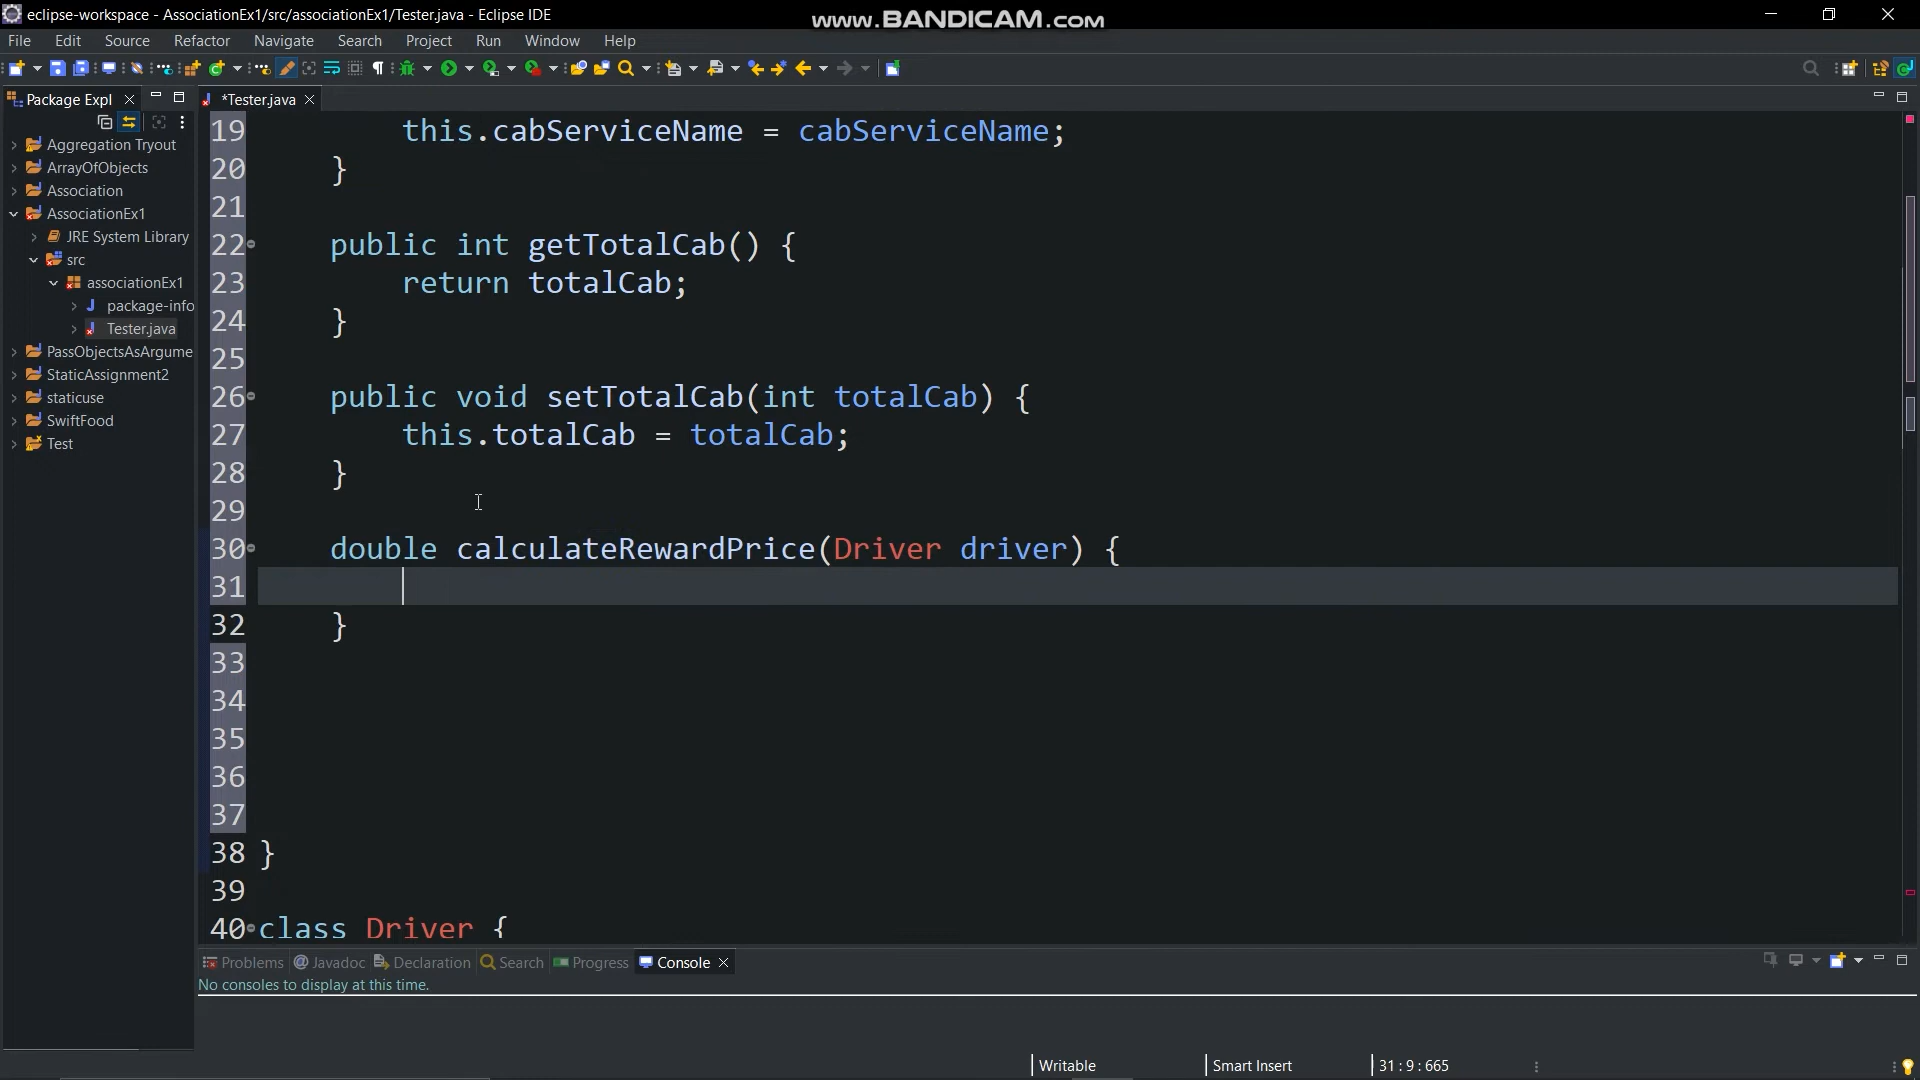 eclipse-workspace - AssociationEx1/src/associationEx1/Tester.java - Eclipse IDE
www.BANDICAM.com
File Edit Source Refactor Navigate Search Project Run Window Help
Package Expl
*Tester.java
Aggregation Tryout
ArrayOfObjects
Association
AssociationEx1
JRE System Library
src
associationEx1
package-info
Tester.java
PassObjectsAsArgume
StaticAssignment2
staticuse
SwiftFood
Test
19 this.cabServiceName = cabServiceName;
20 }
21
22 public int getTotalCab() {
23 return totalCab;
24 }
25
26 public void setTotalCab(int totalCab) {
27 this.totalCab = totalCab;
28 }
29
30 double calculateRewardPrice(Driver driver) {
31
32 }
33
34
35
36
37
38 }
39
40 class Driver {
Problems @ Javadoc Declaration Search Progress Console
No consoles to display at this time.
Writable Smart Insert 31 : 9 : 665